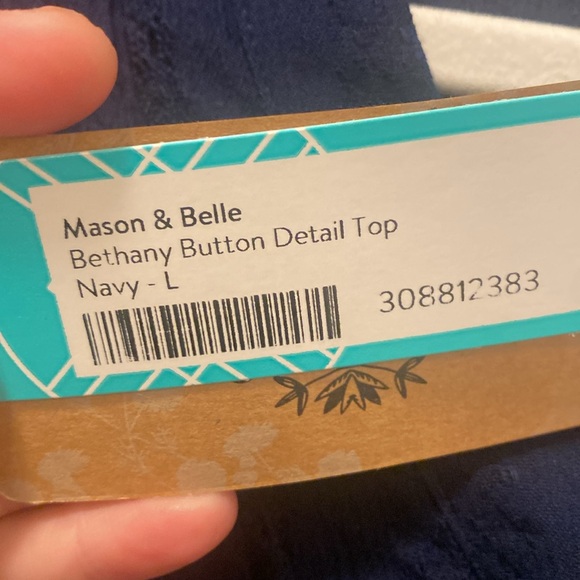 Mason & Belle
Bethany Button Detail Top
Navy - L
308812383